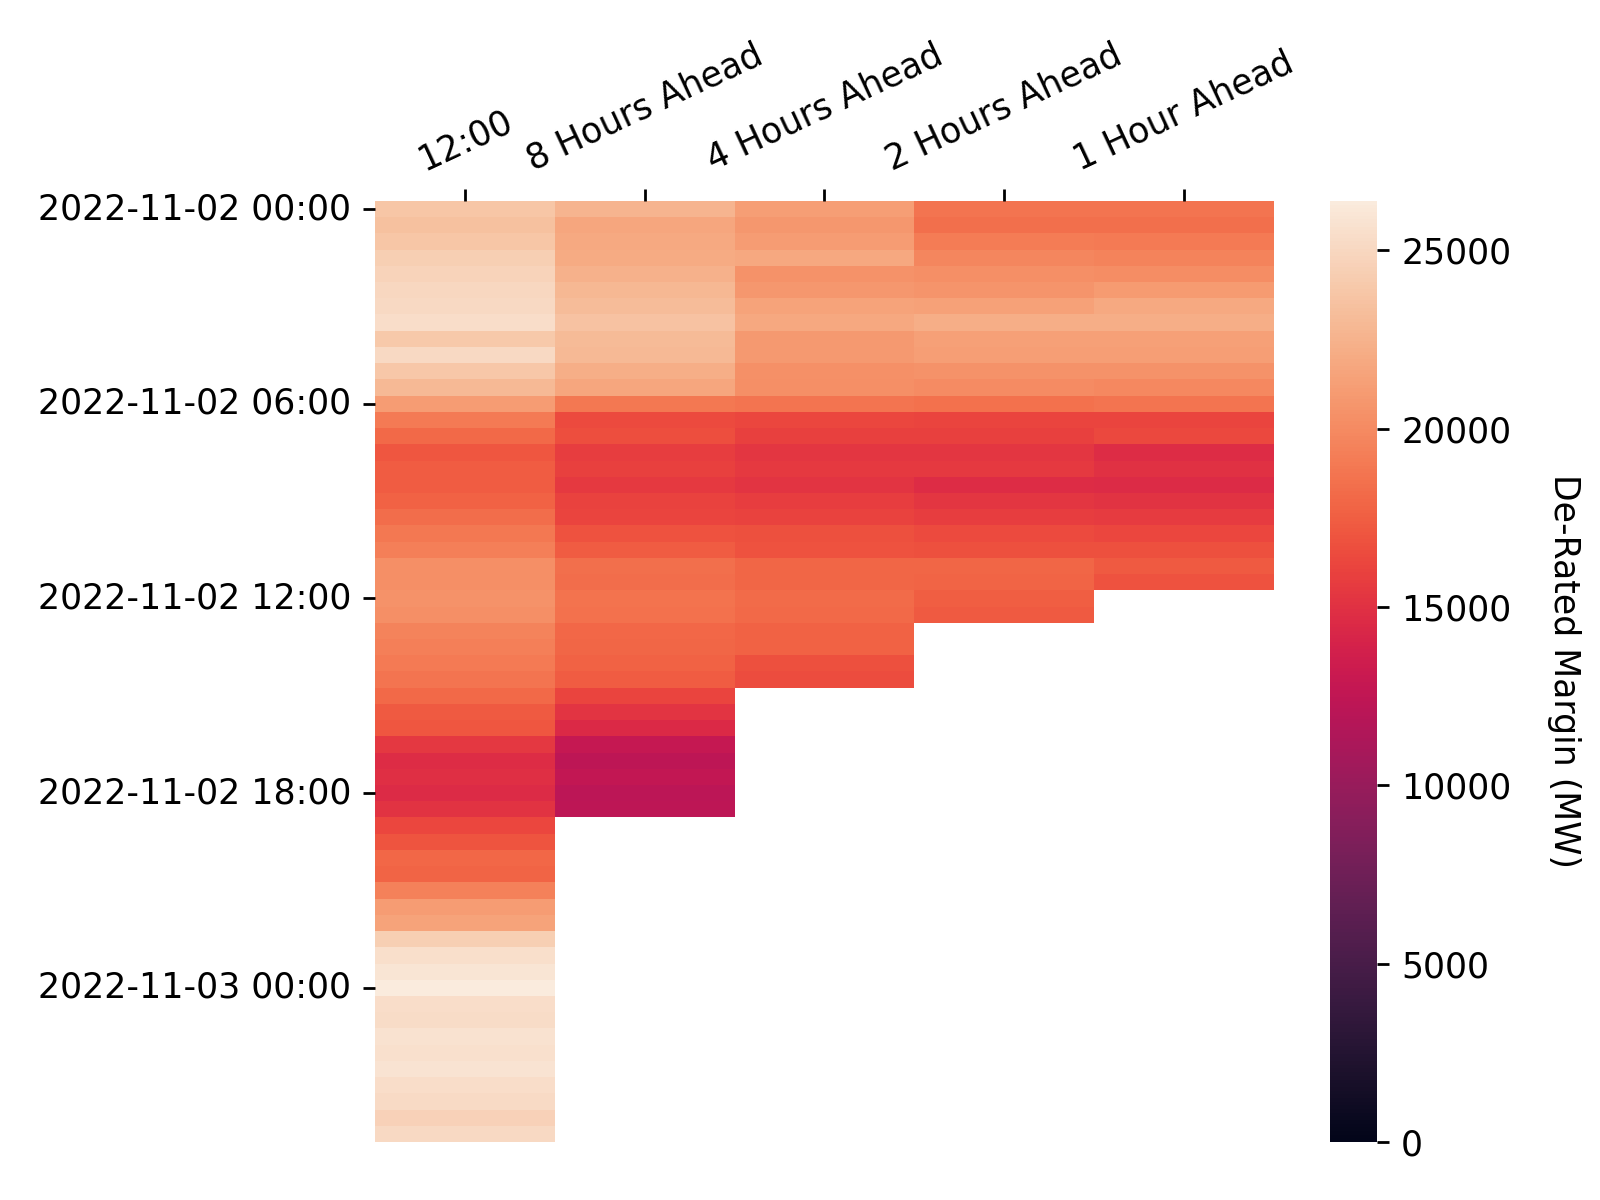 12:00
8 Hours Ahead
4 Hours Ahead
2 Hours Ahead
1 Hour Ahead
2022-11-02 00:00
2022-11-02 06:00
2022-11-02 12:00
2022-11-02 18:00
2022-11-03 00:00
25000
20000
15000
10000
5000
0
De-Rated Margin (MW)